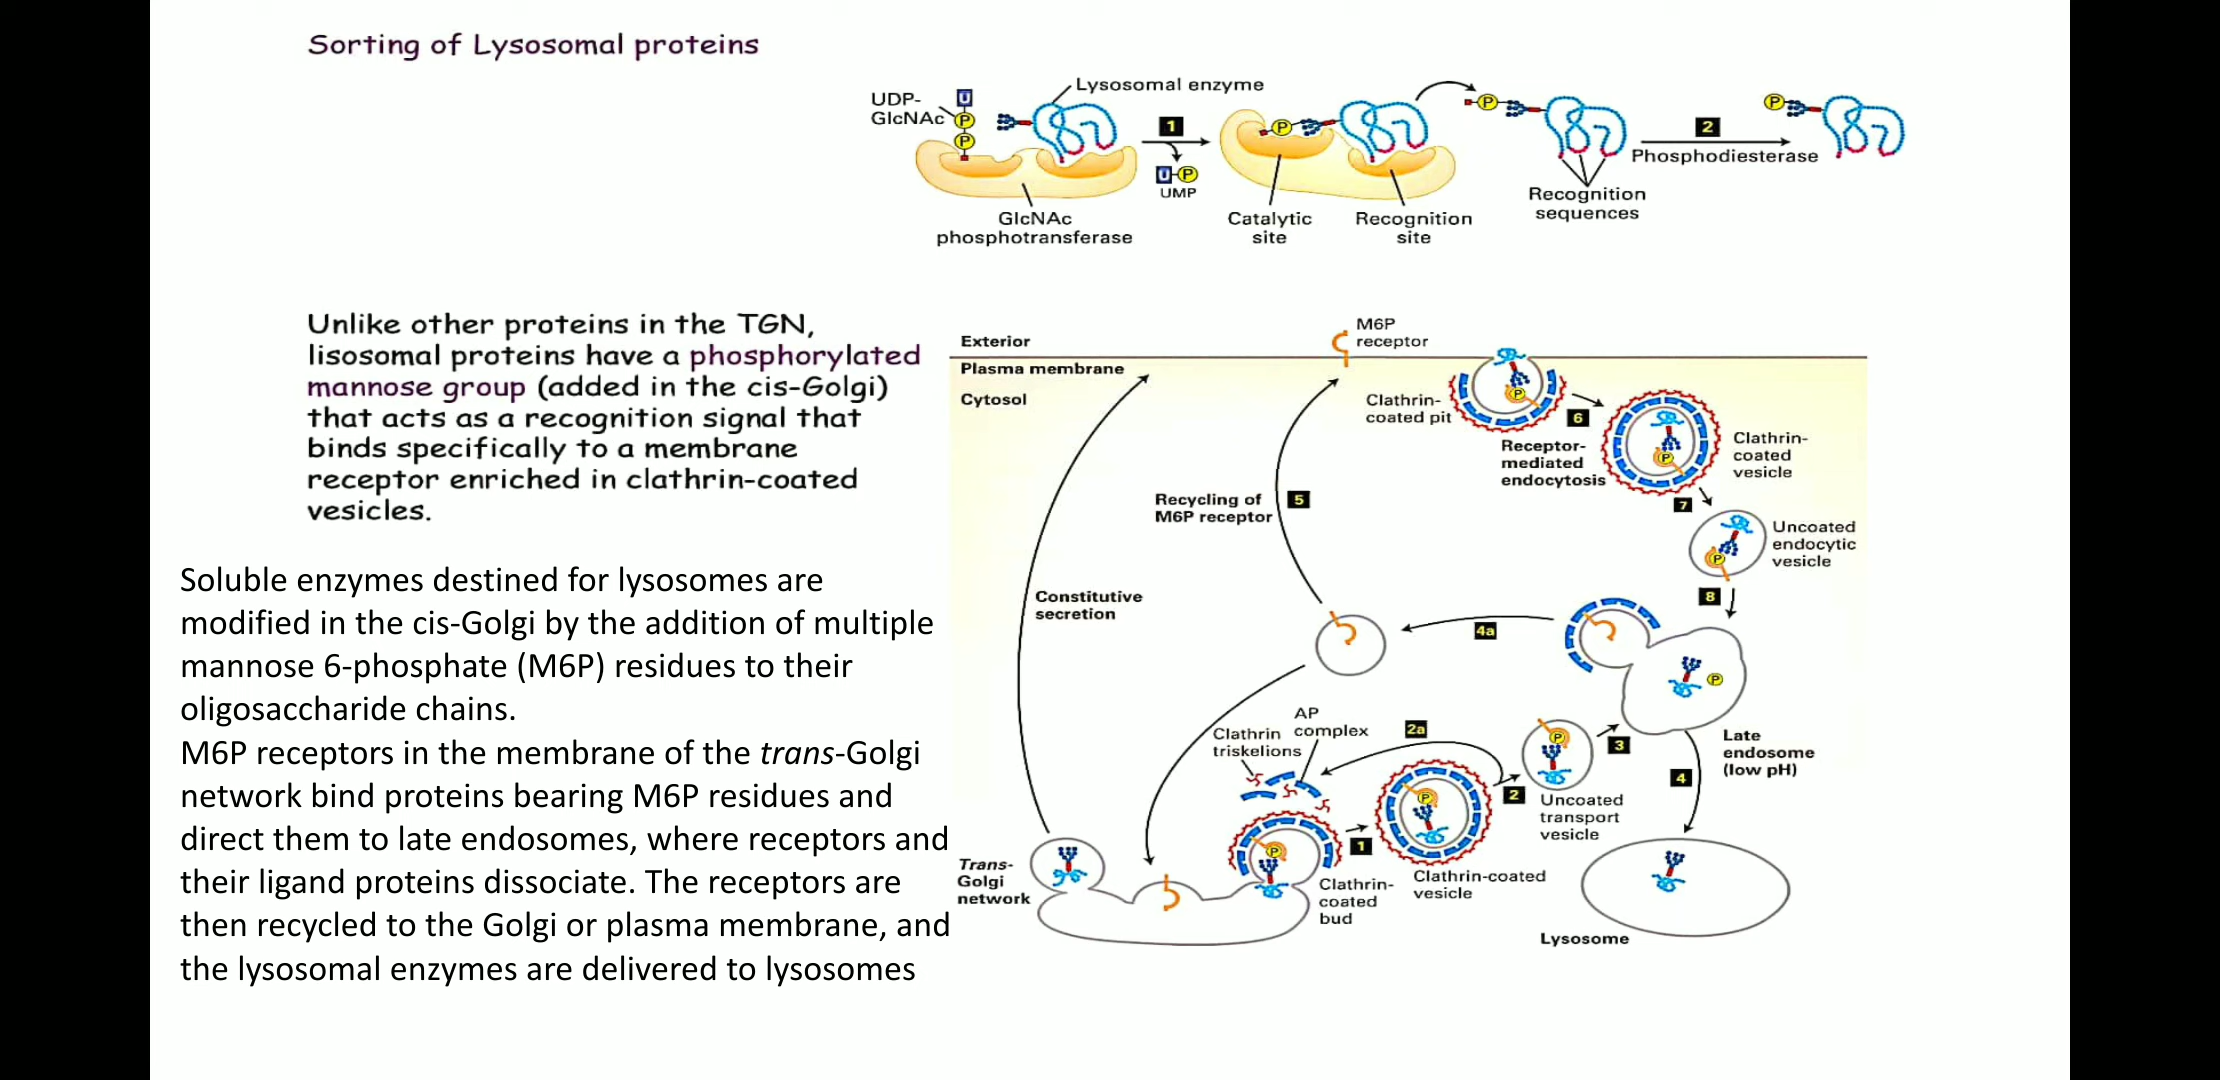 Sorting of Lysosomal proteins
UDP-
GlcNAc
U
P
P
Lysosomal enzyme
1
U P
UMP
GlcNAc
phosphotransferase
P
Catalytic
site
Recognition
site
P
Recognition
sequences
2
Phosphodiesterase
P
Unlike other proteins in the TGN,
lisosomal proteins have a phosphorylated
mannose group (added in the cis-Golgi)
that acts as a recognition signal that
binds specifically to a membrane
receptor enriched in clathrin-coated
vesicles.
Soluble enzymes destined for lysosomes are
modified in the cis-Golgi by the addition of multiple
mannose 6-phosphate (M6P) residues to their
oligosaccharide chains.
M6P receptors in the membrane of the trans-Golgi
network bind proteins bearing M6P residues and
direct them to late endosomes, where receptors and
their ligand proteins dissociate. The receptors are
then recycled to the Golgi or plasma membrane, and
the lysosomal enzymes are delivered to lysosomes
Exterior
Plasma membrane
Cytosol
M6P
receptor
Clathrin-
coated pit
P
6
Receptor-
mediated
endocytosis
P
Clathrin-
coated
vesicle
7
P
Uncoated
endocytic
vesicle
8
Recycling of
M6P receptor
5
Constitutive
secretion
4a
P
Late
endosome
(low pH)
AP
complex
Clathrin
triskelions
2a
P
3
2
Uncoated
transport
vesicle
4
P
1
P
Clathrin-coated
vesicle
Clathrin-
coated
bud
Trans-
Golgi
network
Lysosome